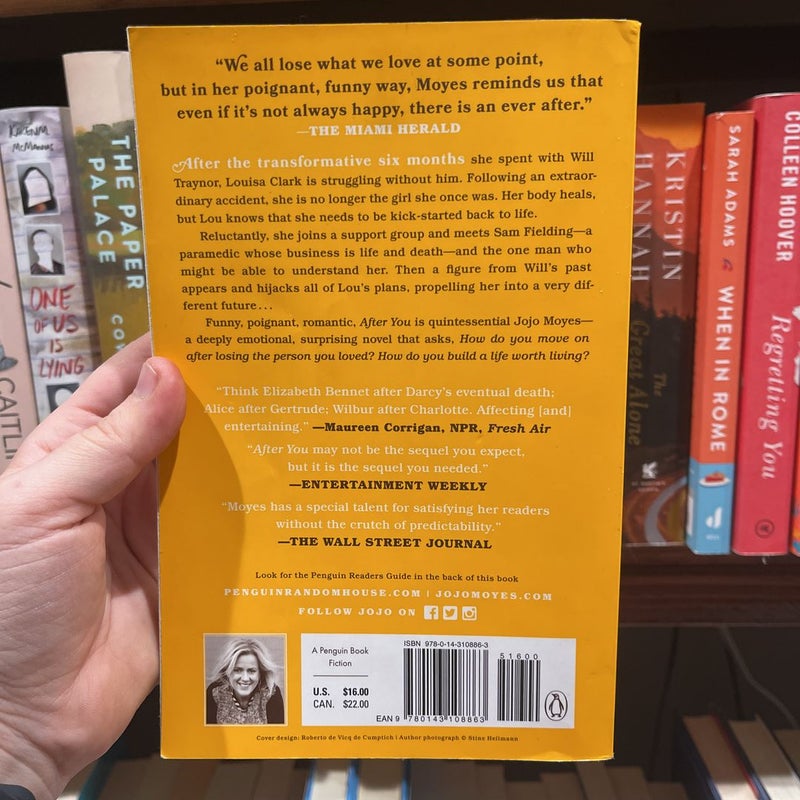 “We all lose what we love at some point,
but in her poignant, funny way, Moyes reminds us that
even if it’s not always happy, there is an ever after.”
—THE MIAMI HERALD
After the transformative six months she spent with Will
Traynor, Louisa Clark is struggling without him. Following an extraor-
dinary accident, she is no longer the girl she once was. Her body heals,
but Lou knows that she needs to be kick-started back to life.
Reluctantly, she joins a support group and meets Sam Fielding—a
paramedic whose business is life and death—and the one man who
might be able to understand her. Then a figure from Will’s past
appears and hijacks all of Lou’s plans, propelling her into a very dif-
ferent future . . .
Funny, poignant, romantic, After You is quintessential Jojo Moyes—
a deeply emotional, surprising novel that asks, How do you move on
after losing the person you loved? How do you build a life worth living?
“Think Elizabeth Bennet after Darcy’s eventual death;
Alice after Gertrude; Wilbur after Charlotte. Affecting [and]
entertaining.” —Maureen Corrigan, NPR, Fresh Air
“After You may not be the sequel you expect,
but it is the sequel you needed.”
—ENTERTAINMENT WEEKLY
“Moyes has a special talent for satisfying her readers
without the crutch of predictability.”
—THE WALL STREET JOURNAL
Look for the Penguin Readers Guide in the back of this book
PENGUINRANDOMHOUSE.COM | JOJOMOYES.COM
FOLLOW JOJO ON
A Penguin Book
Fiction
U.S. $16.00
CAN. $22.00
ISBN 978-0-14-310886-3
51600
EAN 9 780143 108863
Cover design: Roberto de Vicq de Cumptich | Author photograph © Stine Heilmann
KAREN M.
McMANUS
ONE
OF US
IS
LYING
THE PAPER
PALACE
CAITLI
KRISTIN
HANNAH
The
Great Alone
SARAH ADAMS
WHEN IN ROME
COLLEEN HOOVER
Regretting You